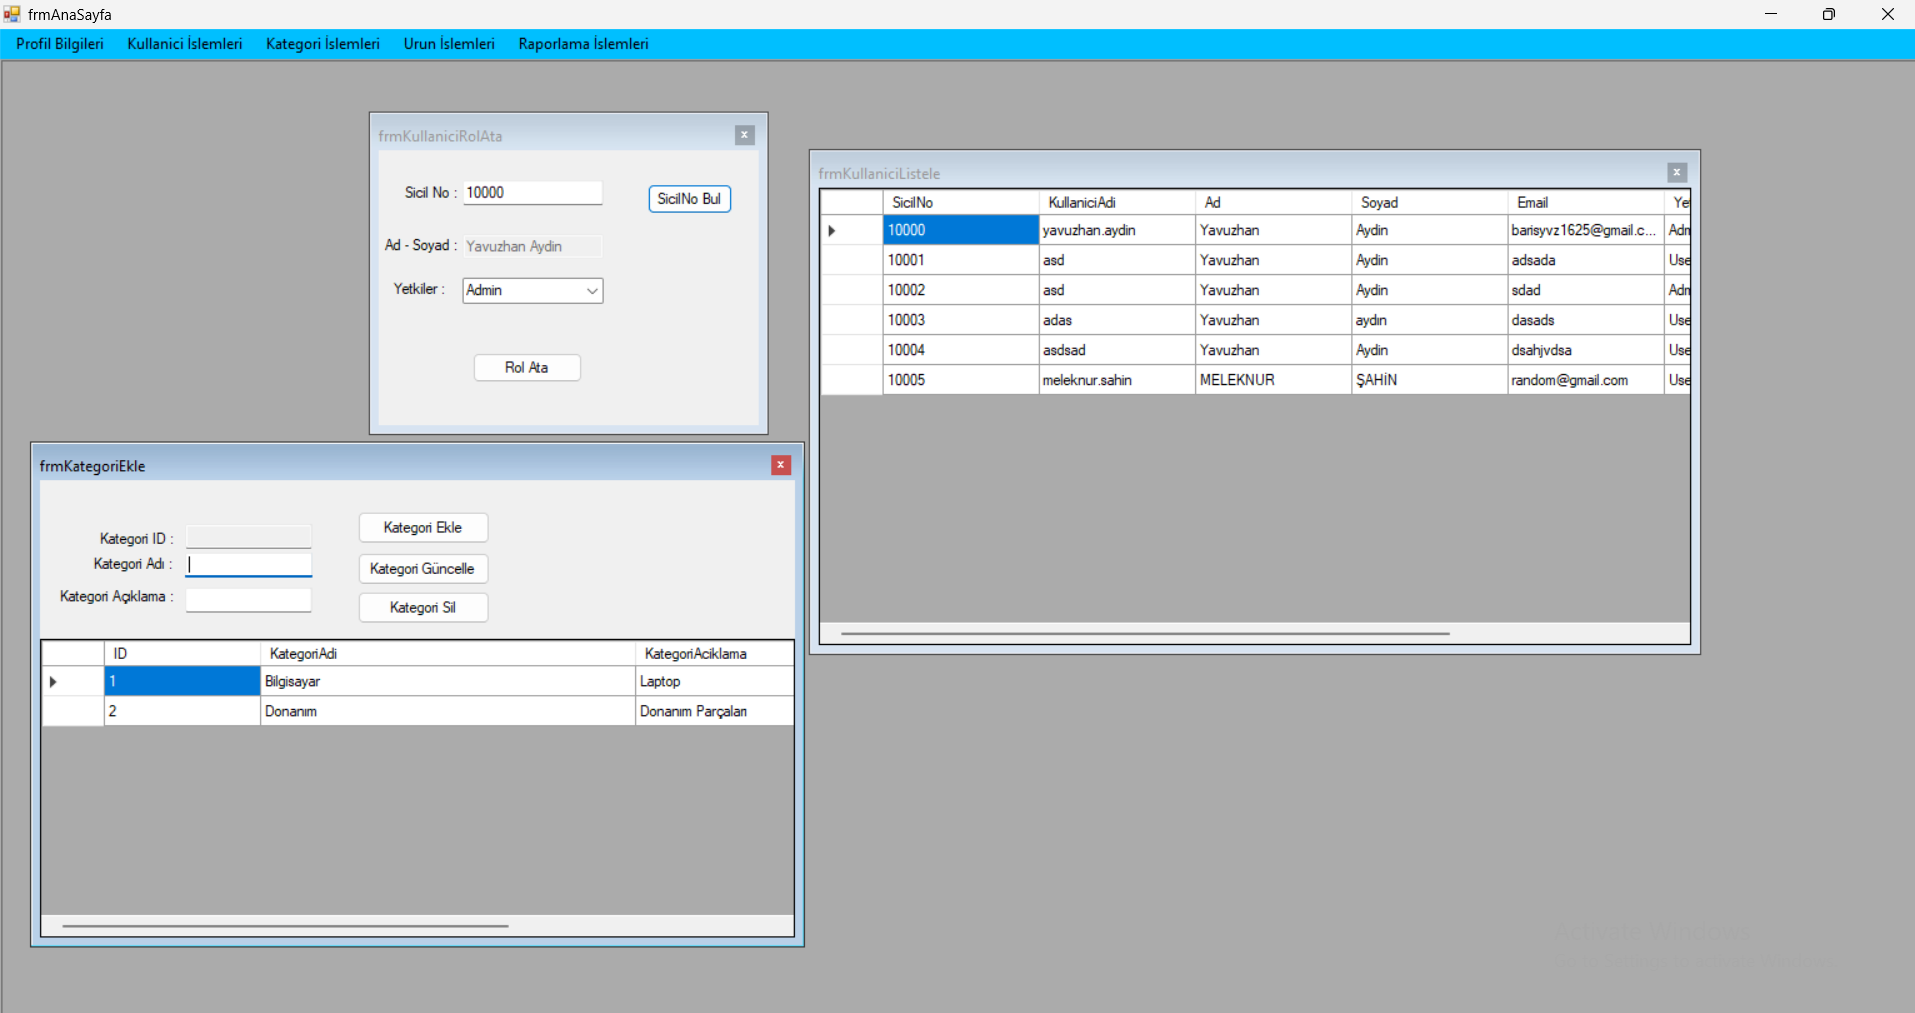 frmAnaSayfa
Profil Bilgileri Kullanici İslemleri Kategori İslemleri Urun İslemleri Raporlama İslemleri
frmKullaniciRolAta
Sicil No : 10000 SicilNo Bul
Ad - Soyad : Yavuzhan Aydin
Yetkiler : Admin
Rol Ata
frmKullaniciListele
SicilNo KullaniciAdi Ad Soyad Email Ye
10000 yavuzhan.aydin Yavuzhan Aydin barisyvz1625@gmail.c... Adn
10001 asd Yavuzhan Aydin adsada Use
10002 asd Yavuzhan Aydin sdad Adn
10003 adas Yavuzhan aydın dasads Use
10004 asdsad Yavuzhan Aydin dsahjvdsa Use
10005 meleknur.sahin MELEKNUR ŞAHİN random@gmail.com Use
frmKategoriEkle
Kategori ID : Kategori Ekle
Kategori Adı : Kategori Güncelle
Kategori Açıklama : Kategori Sil
ID KategoriAdi KategoriAciklama
1 Bilgisayar Laptop
2 Donanım Donanım Parçaları
Activate Windows